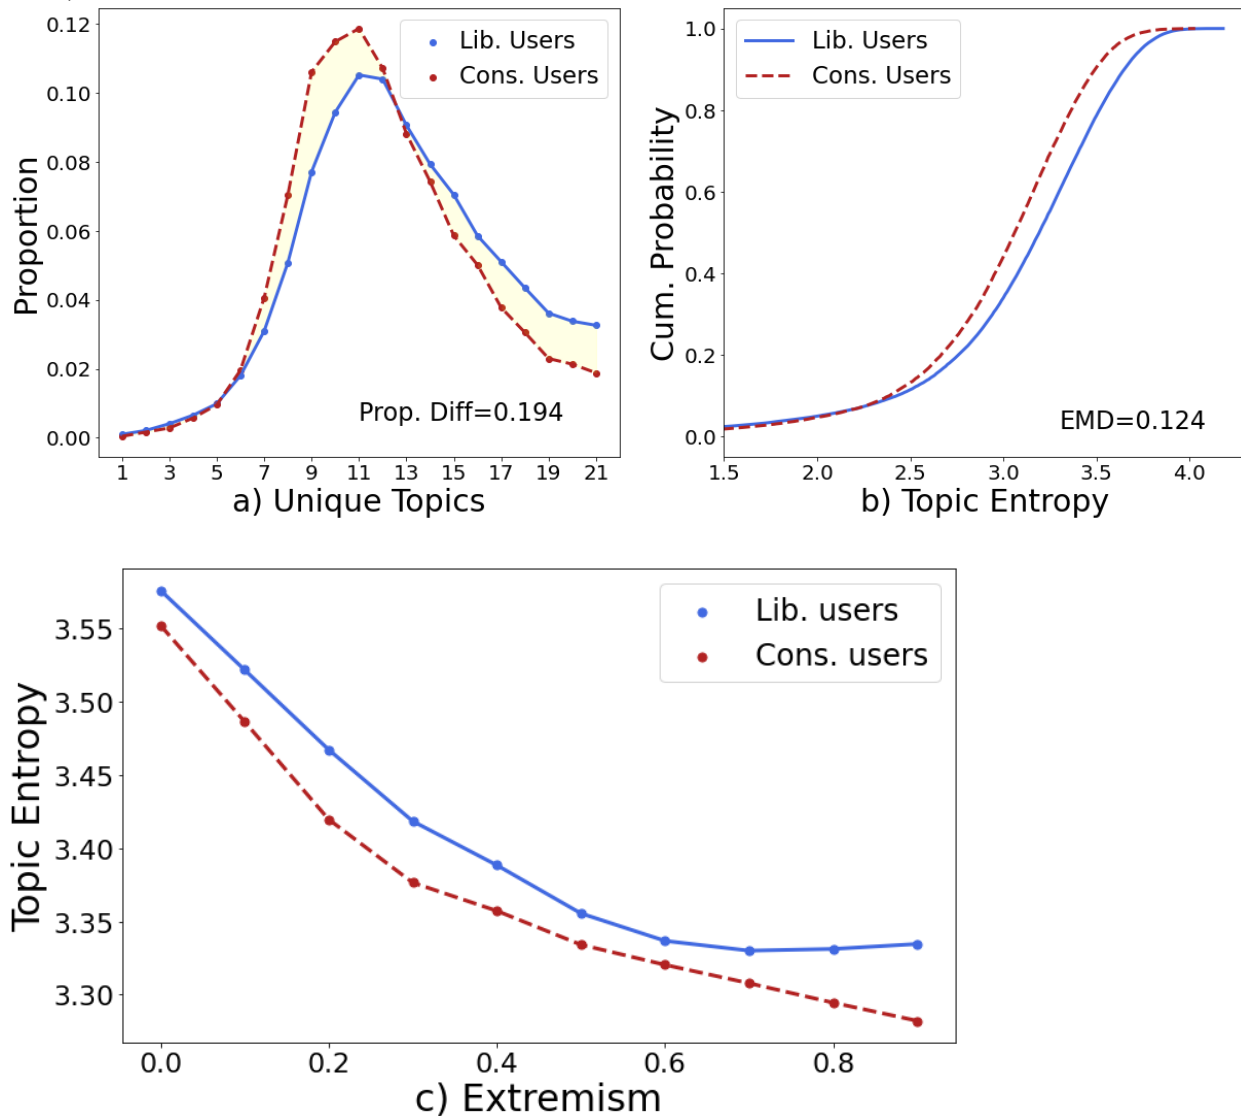 0.12
0.10
0.08
0.06
0.04
0.02
0.00
Proportion
Lib. Users
Cons. Users
Prop. Diff=0.194
1 3 5 7 9 11 13 15 17 19 21
a) Unique Topics
1.0
0.8
0.6
0.4
0.2
0.0
Cum. Probability
Lib. Users
Cons. Users
EMD=0.124
1.5 2.0 2.5 3.0 3.5 4.0
b) Topic Entropy
3.55
3.50
3.45
3.40
3.35
3.30
Topic Entropy
Lib. users
Cons. users
0.0 0.2 0.4 0.6 0.8
c) Extremism